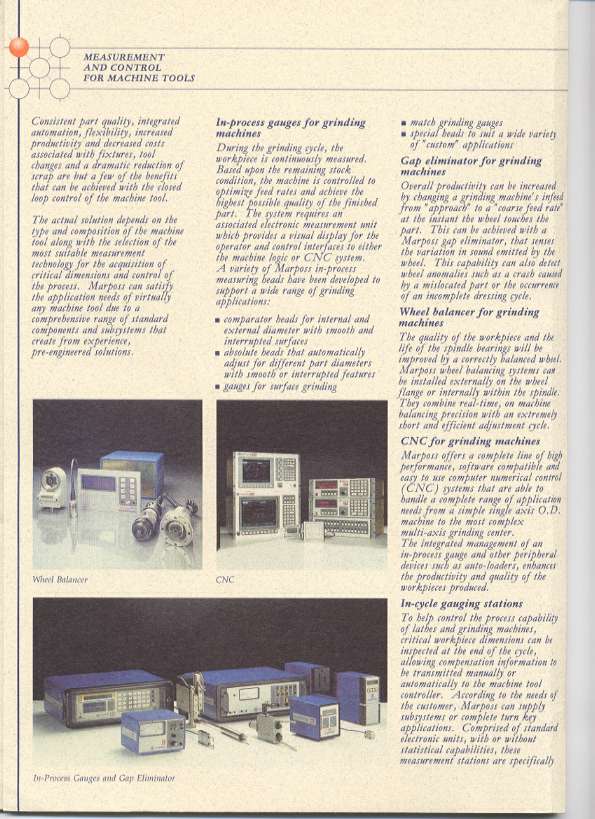 MEASUREMENT
AND CONTROL
FOR MACHINE TOOLS
Consistent part quality, integrated
automation, flexibility, increased
productivity and decreased costs
associated with fixtures, tool
changes and a dramatic reduction of
scrap are but a few of the benefits
that can be achieved with the closed
loop control of the machine tool.
The actual solution depends on the
type and composition of the machine
tool along with the selection of the
most suitable measurement
technology for the acquisition of
critical dimensions and control of
the process. Marposs can satisfy
the application needs of virtually
any machine tool due to a
comprehensive range of standard
components and subsystems that
create from experience,
pre-engineered solutions.
In-process gauges for grinding
machines
During the grinding cycle, the
workpiece is continuously measured.
Based upon the remaining stock
condition, the machine is controlled to
optimize feed rates and achieve the
highest possible quality of the finished
part. The system requires an
associated electronic measurement unit
which provides a visual display for the
operator and control interfaces to either
the machine logic or CNC system.
A variety of Marposs in-process
measuring heads have been developed to
support a wide range of grinding
applications:
■ comparator heads for internal and
external diameter with smooth and
interrupted surfaces
■ absolute heads that automatically
adjust for different part diameters
with smooth or interrupted features
■ gauges for surface grinding
■ match grinding gauges
■ special heads to suit a wide variety
of "custom" applications
Gap eliminator for grinding
machines
Overall productivity can be increased
by changing a grinding machine's infeed
from "approach" to a "coarse feed rate"
at the instant the wheel touches the
part. This can be achieved with a
Marposs gap eliminator, that senses
the variation in sound emitted by the
wheel. This capability can also detect
wheel anomalies such as a crash caused
by a mislocated part or the occurrence
of an incomplete dressing cycle.
Wheel balancer for grinding
machines
The quality of the workpiece and the
life of the spindle bearings will be
improved by a correctly balanced wheel.
Marposs wheel balancing systems can
be installed externally on the wheel
flange or internally within the spindle.
They combine real-time, on machine
balancing precision with an extremely
short and efficient adjustment cycle.
CNC for grinding machines
Marposs offers a complete line of high
performance, software compatible and
easy to use computer numerical control
(CNC) systems that are able to
handle a complete range of application
needs from a simple single axis O.D.
machine to the most complex
multi-axis grinding center.
The integrated management of an
in-process gauge and other peripheral
devices such as auto-loaders, enhances
the productivity and quality of the
workpieces produced.
In-cycle gauging stations
To help control the process capability
of lathes and grinding machines,
critical workpiece dimensions can be
inspected at the end of the cycle,
allowing compensation information to
be transmitted manually or
automatically to the machine tool
controller. According to the needs of
the customer, Marposs can supply
subsystems or complete turn key
applications. Comprised of standard
electronic units, with or without
statistical capabilities, these
measurement stations are specifically
Wheel Balancer
CNC
In-Process Gauges and Gap Eliminator